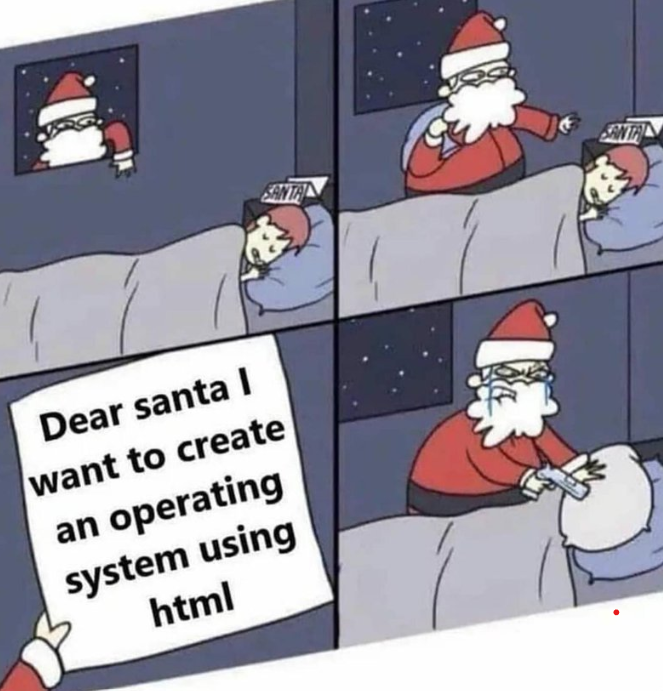 SANTA
SANTA
Dear santa I
want to create
an operating
system using
html